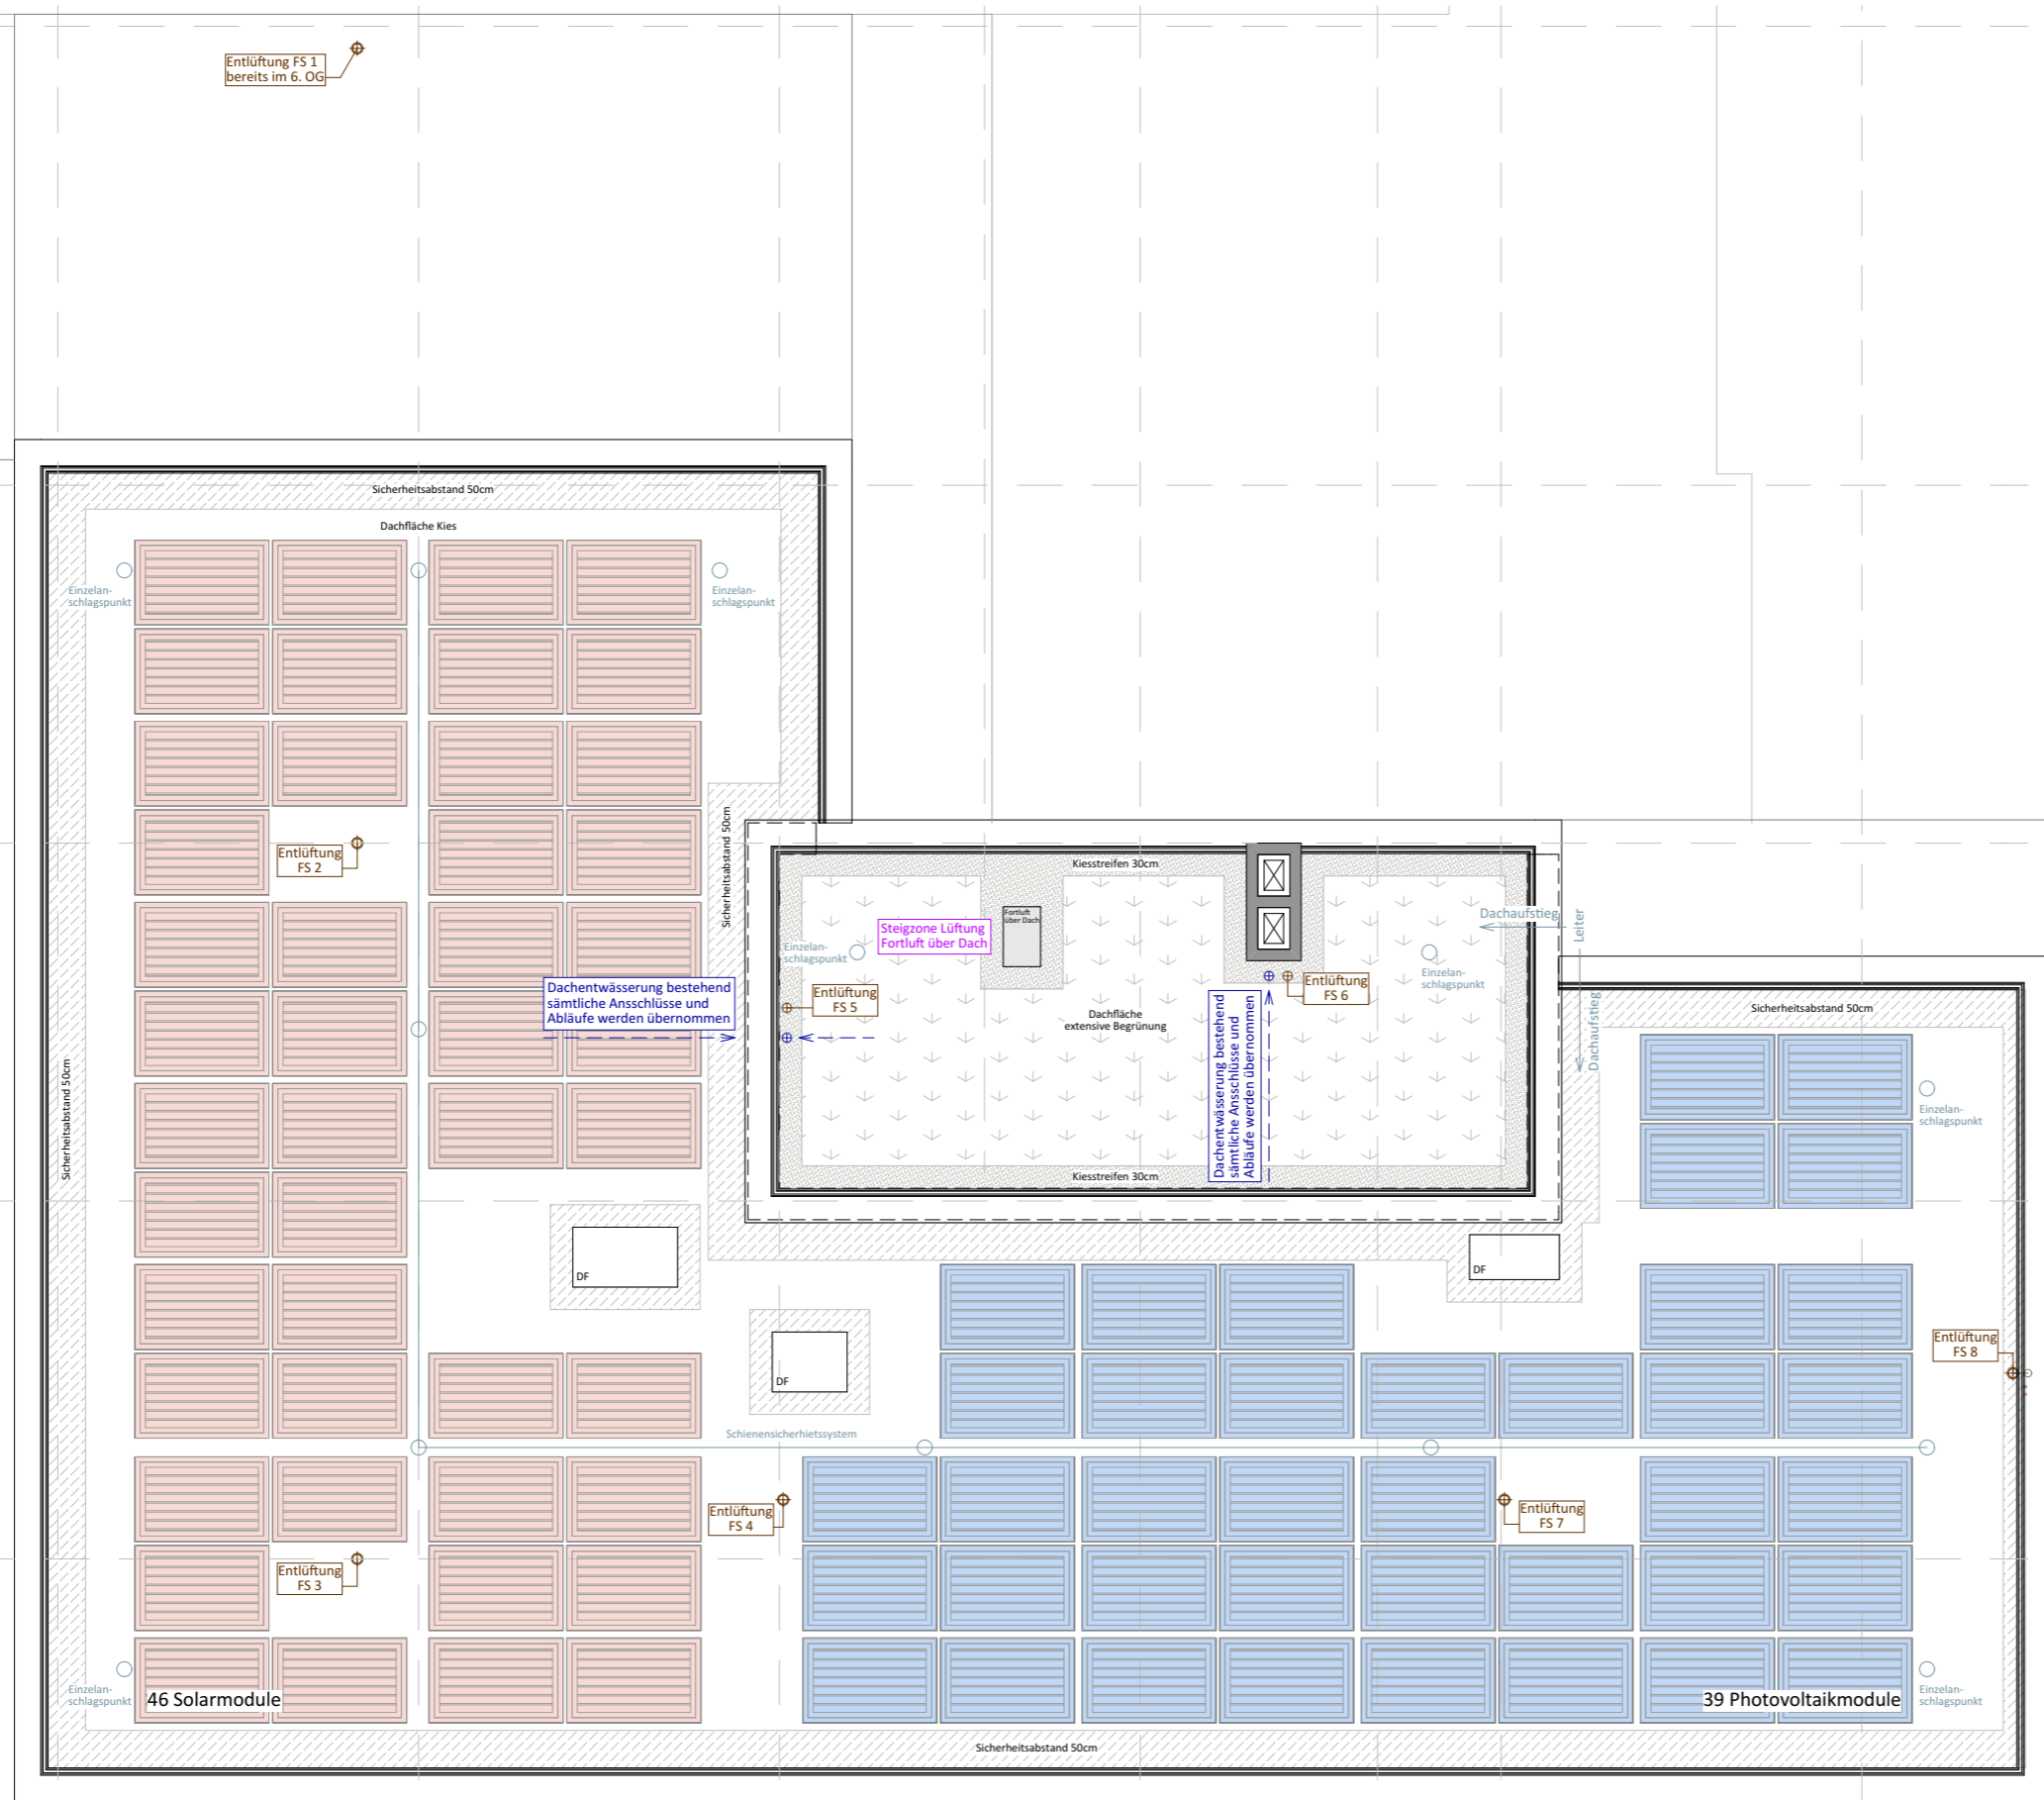 Entlüftung FS 1
bereits im 6. OG
Sicherheitsabstand 50cm
Dachfläche Kies
Einzelan-
schlagspunkt
Einzelan-
schlagspunkt
Sicherheitsabstand 50cm
Entlüftung
FS 2
Kiesstreifen 30cm
Fortluft
über Dach
Steigzone Lüftung
Fortluft über Dach
Einzelan-
schlagspunkt
Dachaufstieg
Leiter
Einzelan-
schlagspunkt
Dachentwässerung bestehend
sämtliche Ansschlüsse und
Abläufe werden übernommen
Entlüftung
FS 5
Entlüftung
FS 6
Dachfläche
extensive Begrünung
Dachentwässerung bestehend
sämtliche Ansschlüsse und
Abläufe werden übernommen
Dachaufstieg
Sicherheitsabstand 50cm
Sicherheitsabstand 50cm
Einzelan-
schlagspunkt
Kiesstreifen 30cm
DF
DF
DF
Entlüftung
FS 8
Schienensicherhietssystem
Entlüftung
FS 4
Entlüftung
FS 7
Entlüftung
FS 3
Einzelan-
schlagspunkt
46 Solarmodule
39 Photovoltaikmodule
Einzelan-
schlagspunkt
Sicherheitsabstand 50cm